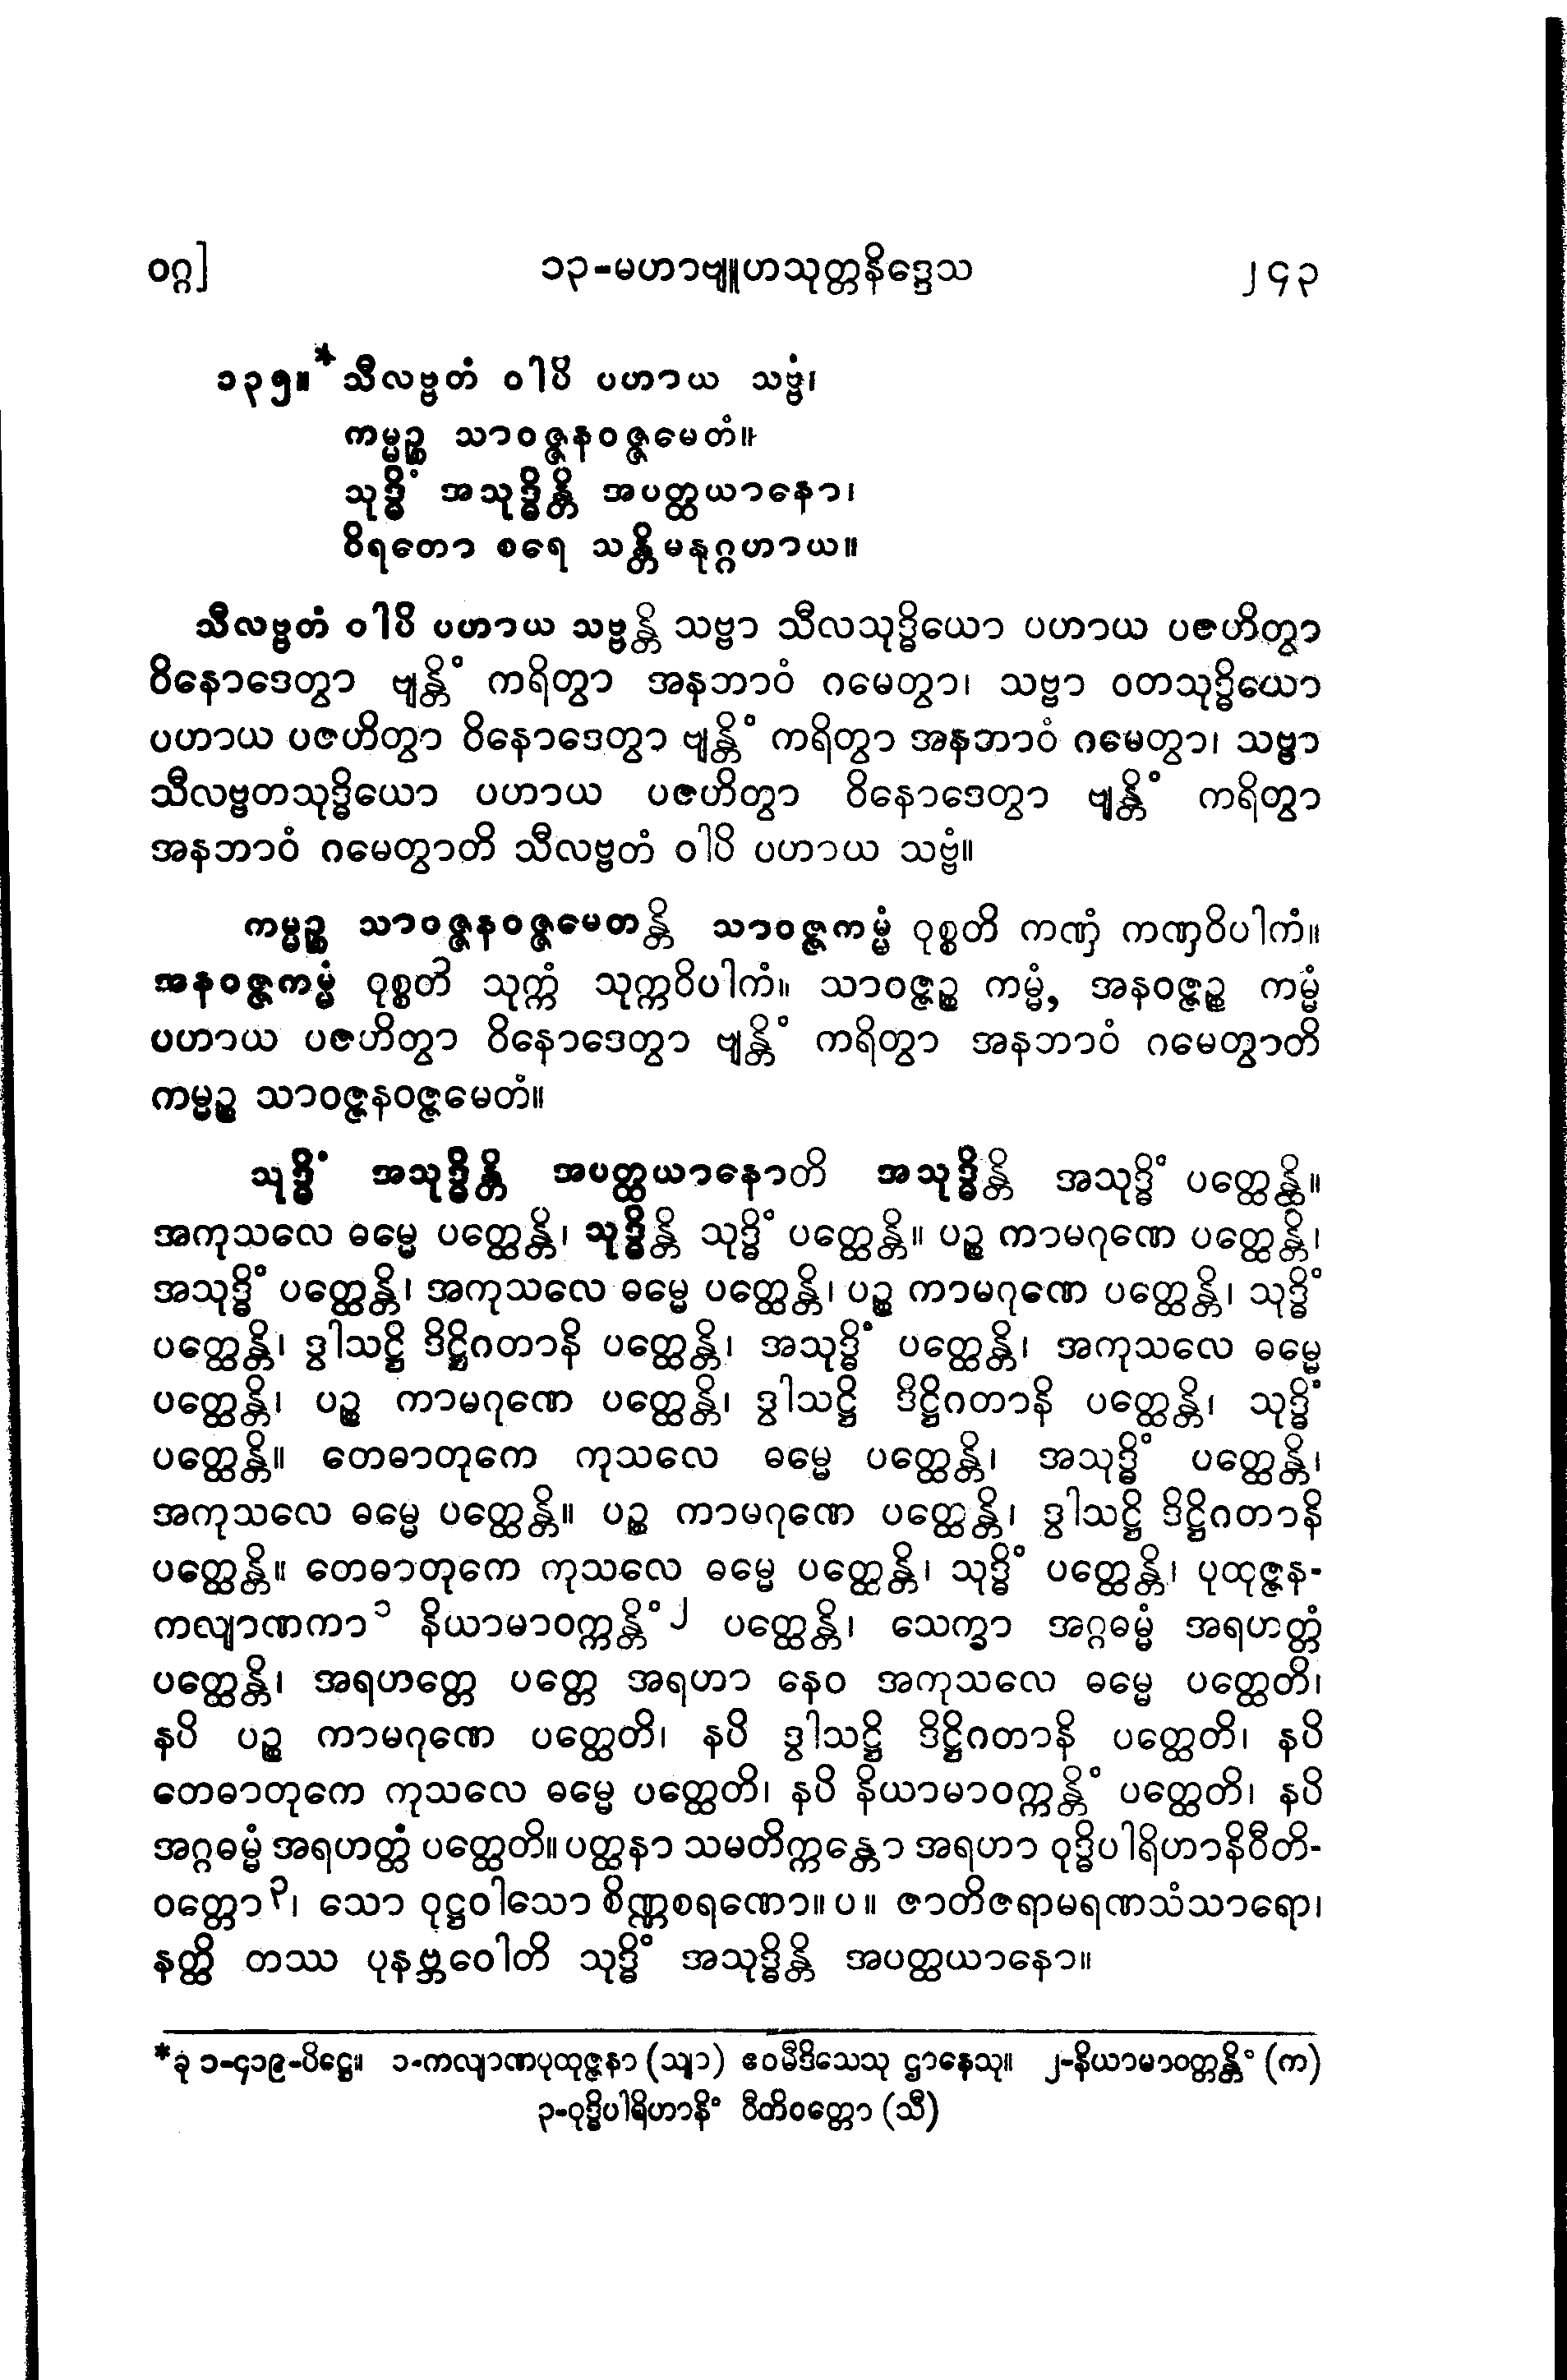 ဝဂ္ဂ] ၁၃-မဟာဗျူဟသုတ္တနိဒ္ဒေသ ၂၄၃
၁၃၅။* သီလဗ္ဗတံ ဝါပိ ပဟာယ သဗ္ဗံ၊
ကမ္မဉ္စ သာဝဇ္ဇနဝဇ္ဇမေတံ။
သုဒ္ဓိံ အသုဒ္ဓိန္တိ အပတ္ထယာနော၊
ဝိရတော စရေ သန္တိမနုဂ္ဂဟာယ။
သီလဗ္ဗတံ ဝါပိ ပဟာယ သဗ္ဗန္တိ သဗ္ဗာ သီလသုဒ္ဓိယော ပဟာယ ပဇဟိတွာ
ဝိနောဒေတွာ ဗျန္တိံ ကရိတွာ အနဘာဝံ ဂမေတွာ၊ သဗ္ဗာ ဝတသုဒ္ဓိယော
ပဟာယ ပဇဟိတွာ ဝိနောဒေတွာ ဗျန္တိံ ကရိတွာ အနဘာဝံ ဂမေတွာ၊ သဗ္ဗာ
သီလဗ္ဗတသုဒ္ဓိယော ပဟာယ ပဇဟိတွာ ဝိနောဒေတွာ ဗျန္တိံ ကရိတွာ
အနဘာဝံ ဂမေတွာတိ သီလဗ္ဗတံ ဝါပိ ပဟာယ သဗ္ဗံ။
ကမ္မဉ္စ သာဝဇ္ဇနဝဇ္ဇမေတန္တိ သာဝဇ္ဇကမ္မံ ဝုစ္စတိ ကဏှံ ကဏှဝိပါကံ။
အနဝဇ္ဇကမ္မံ ဝုစ္စတိ သုက္ကံ သုက္ကဝိပါကံ။ သာဝဇ္ဇဉ္စ ကမ္မံ, အနဝဇ္ဇဉ္စ ကမ္မံ
ပဟာယ ပဇဟိတွာ ဝိနောဒေတွာ ဗျန္တိံ ကရိတွာ အနဘာဝံ ဂမေတွာတိ
ကမ္မဉ္စ သာဝဇ္ဇနဝဇ္ဇမေတံ။
သုဒ္ဓိံ အသုဒ္ဓိန္တိ အပတ္ထယာနောတိ အသုဒ္ဓိန္တိ အသုဒ္ဓိံ ပတ္ထေန္တိ။
အကုသလေ ဓမ္မေ ပတ္ထေန္တိ၊ သုဒ္ဓိန္တိ သုဒ္ဓိံ ပတ္ထေန္တိ။ ပဉ္စ ကာမဂုဏေ ပတ္ထေန္တိ၊
အသုဒ္ဓိံ ပတ္ထေန္တိ၊ အကုသလေ ဓမ္မေ ပတ္ထေန္တိ၊ ပဉ္စ ကာမဂုဏေ ပတ္ထေန္တိ၊ သုဒ္ဓိံ
ပတ္ထေန္တိ၊ ဒွါသဋ္ဌိ ဒိဋ္ဌိဂတာနိ ပတ္ထေန္တိ၊ အသုဒ္ဓိံ ပတ္ထေန္တိ၊ အကုသလေ ဓမ္မေ
ပတ္ထေန္တိ၊ ပဉ္စ ကာမဂုဏေ ပတ္ထေန္တိ၊ ဒွါသဋ္ဌိ ဒိဋ္ဌိဂတာနိ ပတ္ထေန္တိ၊ သုဒ္ဓိံ
ပတ္ထေန္တိ။ တေဓာတုကေ ကုသလေ ဓမ္မေ ပတ္ထေန္တိ၊ အသုဒ္ဓိံ ပတ္ထေန္တိ၊
အကုသလေ ဓမ္မေ ပတ္ထေန္တိ။ ပဉ္စ ကာမဂုဏေ ပတ္ထေန္တိ၊ ဒွါသဋ္ဌိ ဒိဋ္ဌိဂတာနိ
ပတ္ထေန္တိ။ တေဓာတုကေ ကုသလေ ဓမ္မေ ပတ္ထေန္တိ၊ သုဒ္ဓိံ ပတ္ထေန္တိ၊ ပုထုဇ္ဇန-
ကလျာဏကာ၁ နိယာမာဝက္ကန္တိံ၂ ပတ္ထေန္တိ၊ သေက္ခာ အဂ္ဂဓမ္မံ အရဟတ္တံ
ပတ္ထေန္တိ၊ အရဟတ္တေ ပတ္တေ အရဟာ နေဝ အကုသလေ ဓမ္မေ ပတ္ထေတိ၊
နပိ ပဉ္စ ကာမဂုဏေ ပတ္ထေတိ၊ နပိ ဒွါသဋ္ဌိ ဒိဋ္ဌိဂတာနိ ပတ္ထေတိ၊ နပိ
တေဓာတုကေ ကုသလေ ဓမ္မေ ပတ္ထေတိ၊ နပိ နိယာမာဝက္ကန္တိံ ပတ္ထေတိ၊ နပိ
အဂ္ဂဓမ္မံ အရဟတ္တံ ပတ္ထေတိ။ ပတ္ထနာ သမတိက္ကန္တော အရဟာ ဝုဒ္ဓိပါရိဟာနိဝီတိ-
ဝတ္တော၃၊ သော ဝုဋ္ဌဝါသော စိဏ္ဏစရဏော။ ပ။ ဇာတိဇရာမရဏသံသာရော၊
နတ္ထိ တဿ ပုနဗ္ဘဝေါတိ သုဒ္ဓိံ အသုဒ္ဓိန္တိ အပတ္ထယာနော။
*ခု ၁-၄၁၉-ပိဋ္ဌေ။ ၁-ကလျာဏပုထုဇ္ဇနာ (သျာ) ဧဝမီဒိသေသု ဌာနေသု။ ၂-နိယာမာဝတ္တန္တိံ (က)
၃-ဝုဒ္ဓိပါရိဟာနိံ ဝီတိဝတ္တော (သီ)